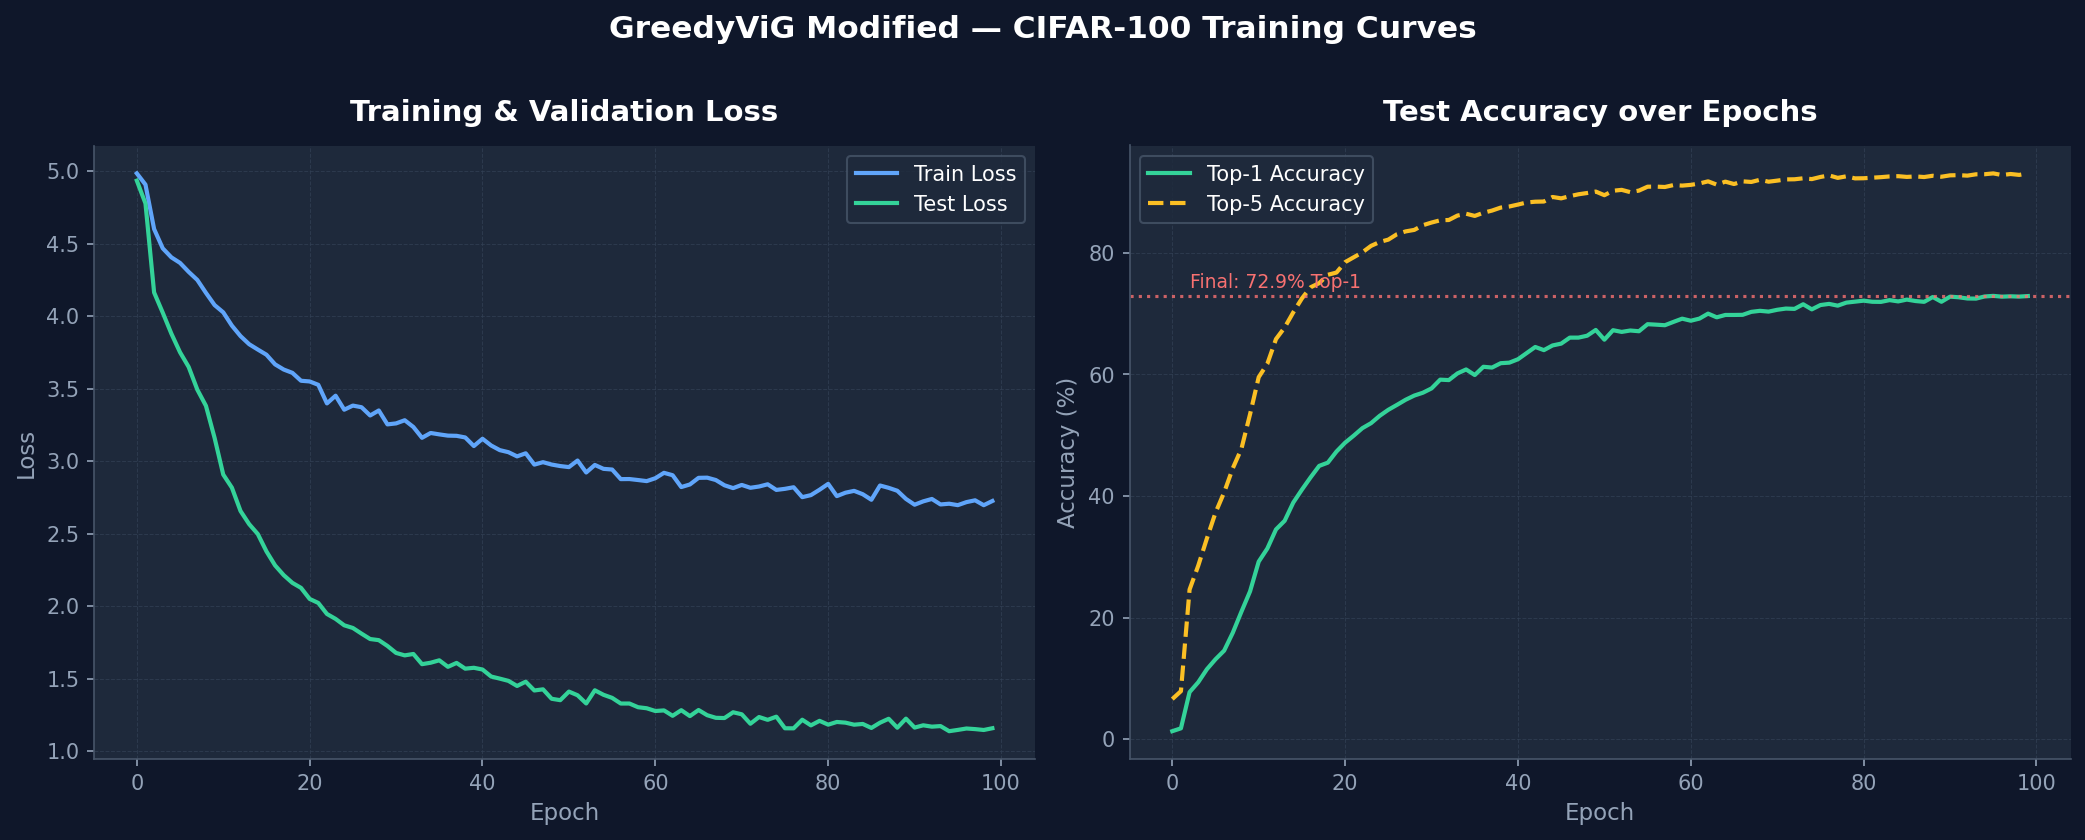 GreedyViG Modified — CIFAR-100 Training Curves
Training & Validation Loss
Train Loss
Test Loss
5.0
4.5
4.0
3.5
3.0
2.5
2.0
1.5
1.0
Loss
0 20 40 60 80 100
Epoch
Test Accuracy over Epochs
Top-1 Accuracy
Top-5 Accuracy
Final: 72.9% Top-1
80
60
40
20
0
Accuracy (%)
0 20 40 60 80 100
Epoch